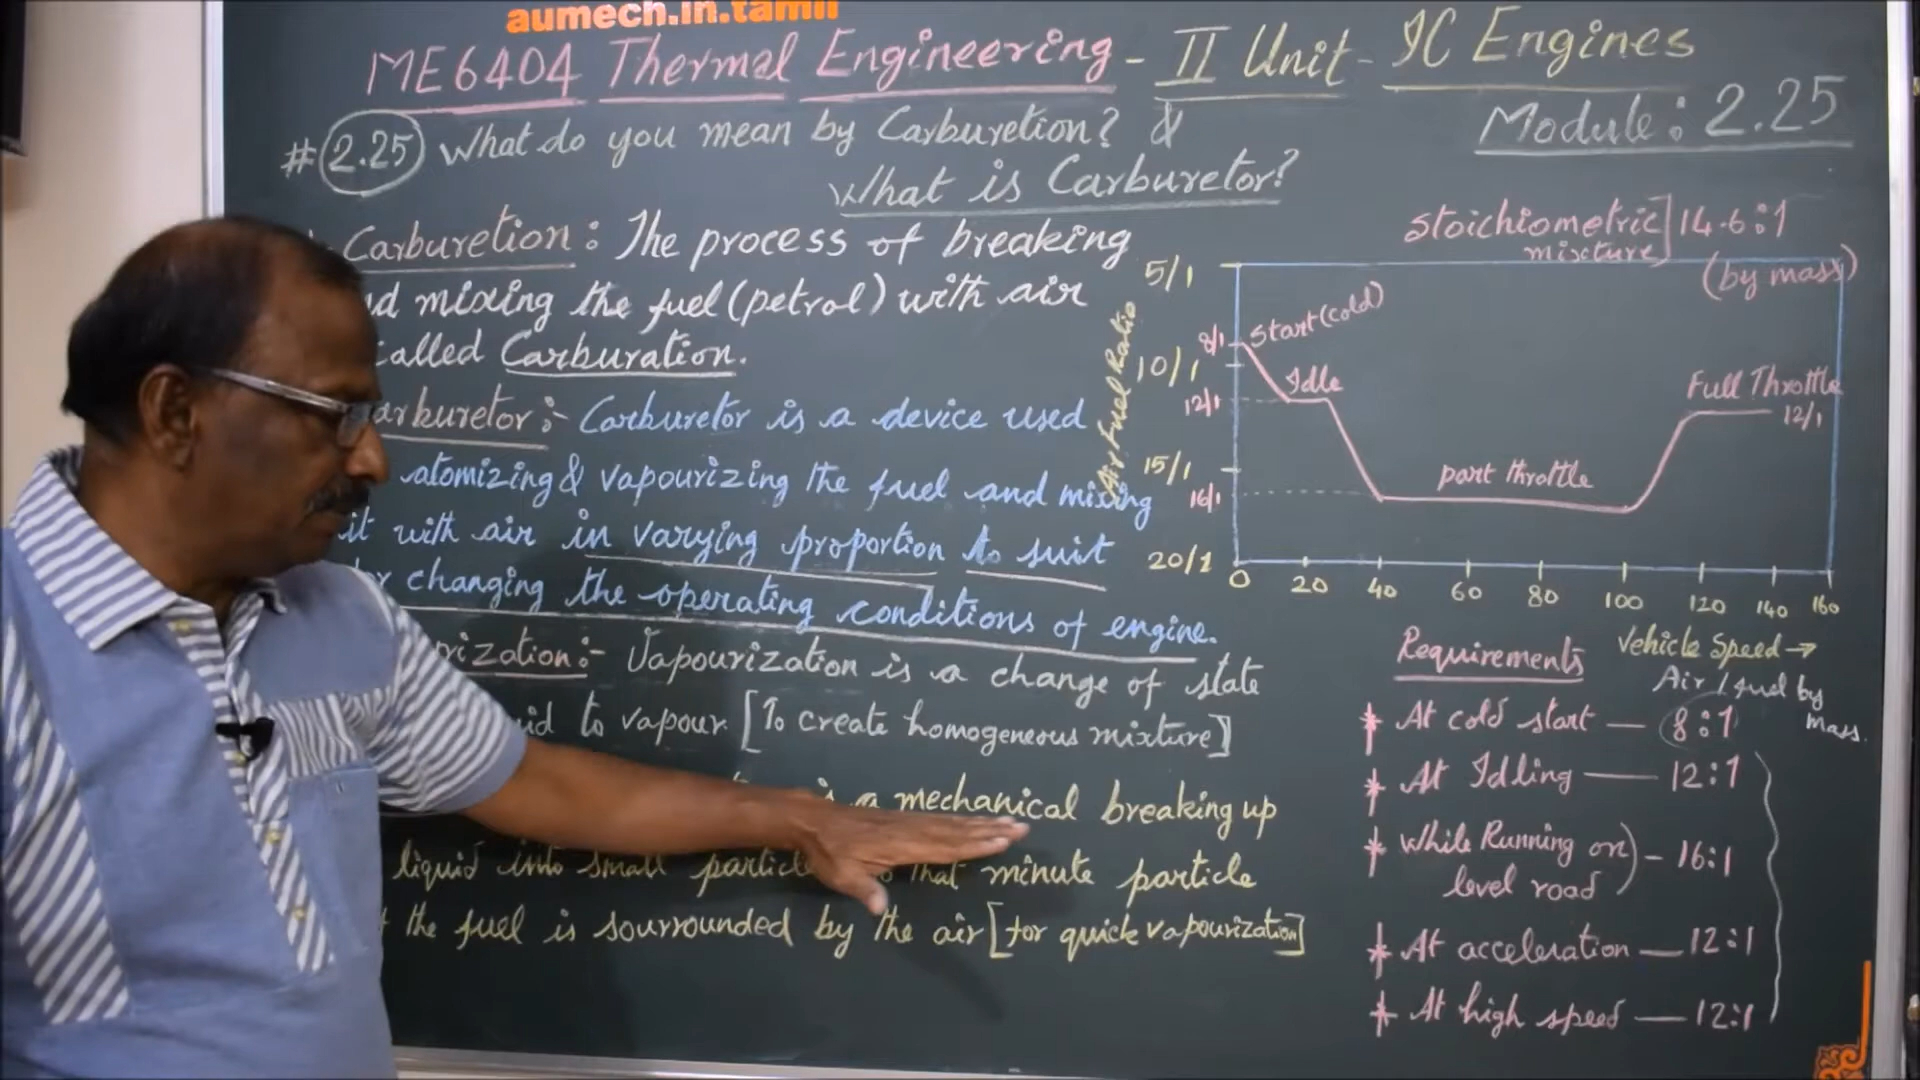 aumech.in.tamil
ME6404 Thermal Engineering - II Unit - IC Engines
Module: 2.25
# 2.25 What do you mean by Carburetion? &
What is Carburetor?
Carburetion: The process of breaking
mixing the fuel (petrol) with air
called Carburation.
arburetor:- Carburetor is a device used
atomizing & vapourizing the fuel and mixing
it with air in varying proportion to suit
changing the operating conditions of engine.
rization:- Vapourization is a change of state
id to vapour [To create homogeneous mixture]
is a mechanical breaking up
liquid into small particle that minute particle
the fuel is sourrounded by the air [for quick vapourization]
Stoichiometric mixture] 14.6:1
(by mass)
Air Fuel Ratio
5/1
8/1
10/1
12/1
15/1
16/1
20/1
Start (cold)
Idle
part throttle
Full Throttle
12/1
0 20 40 60 80 100 120 140 160
Vehicle Speed →
Requirements
Air / fuel by mass.
* At cold start — 8:1
* At Idling — 12:1
* While Running on level road) - 16:1
* At acceleration — 12:1
* At high speed — 12:1